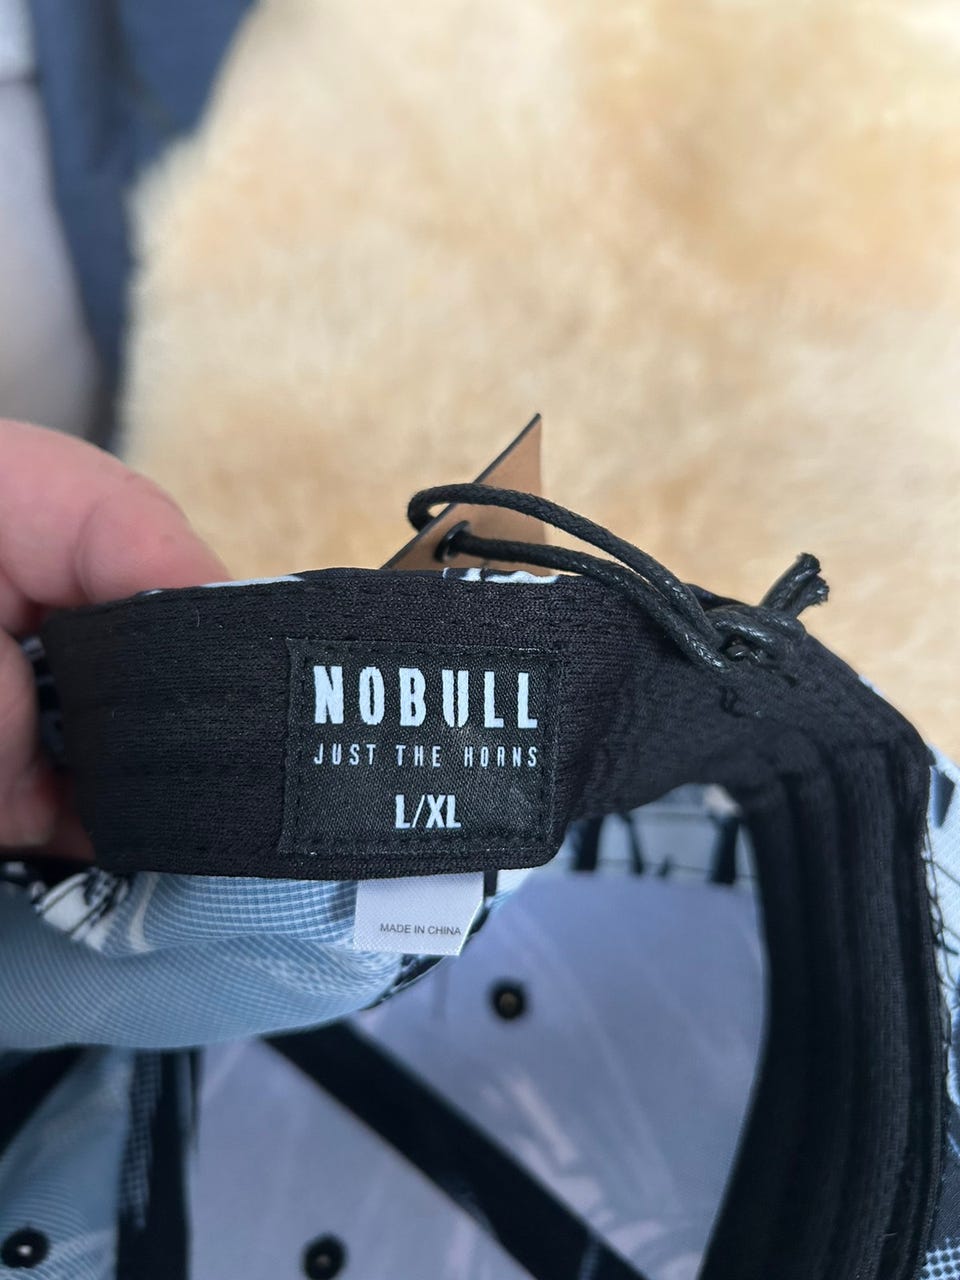 NOBULL
JUST THE HORNS
L/XL
MADE IN CHINA